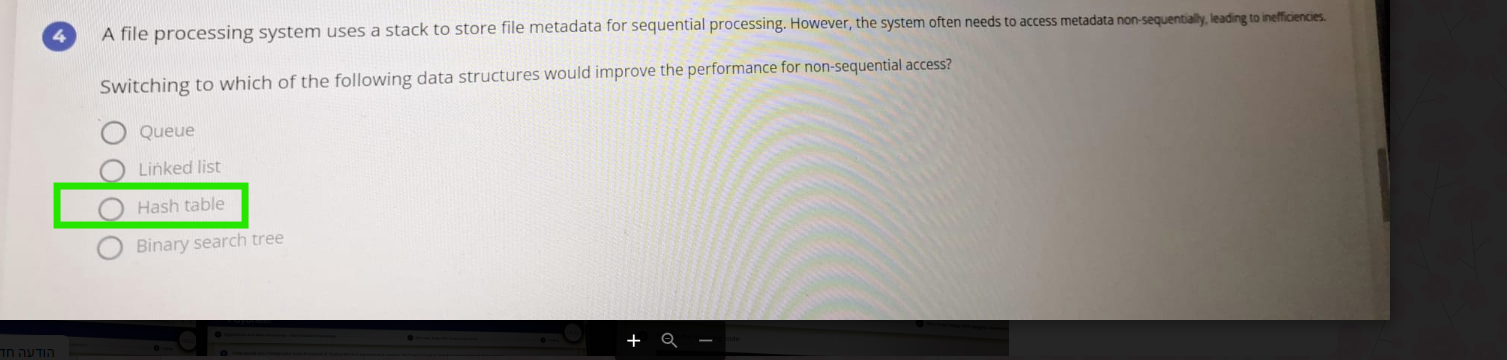 4 A file processing system uses a stack to store file metadata for sequential processing. However, the system often needs to access metadata non-sequentially, leading to inefficiencies.
Switching to which of the following data structures would improve the performance for non-sequential access?
Queue
Linked list
Hash table
Binary search tree